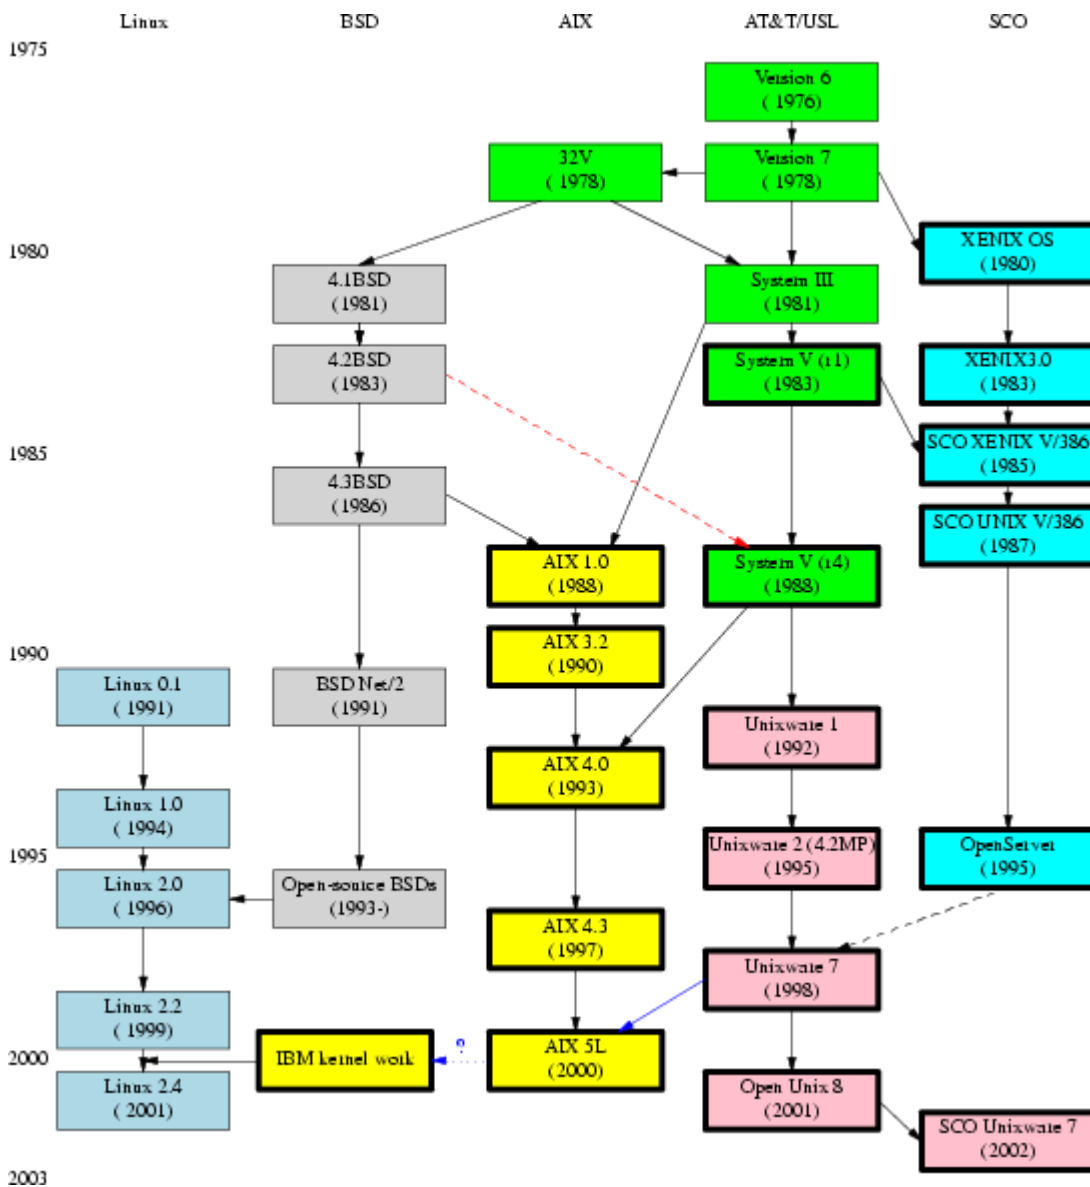 Linux BSD AIX AT&T/USL SCO
1975
Version 6
( 1976)
32V
( 1978)
Version 7
( 1978)
1980
XENIX OS
(1980)
4.1BSD
(1981)
System III
(1981)
4.2BSD
(1983)
System V (r1)
(1983)
XENIX3.0
(1983)
1985
SCO XENIX V/386
(1985)
4.3BSD
(1986)
SCO UNIX V/386
(1987)
AIX 1.0
(1988)
System V (r4)
(1988)
1990
AIX 3.2
(1990)
Linux 0.1
( 1991)
BSD Net/2
(1991)
Unixware 1
(1992)
AIX 4.0
(1993)
Linux 1.0
( 1994)
1995
Unixware 2 (4.2MP)
(1995)
OpenServer
(1995)
Linux 2.0
( 1996)
Open-source BSDs
(1993-)
AIX 4.3
(1997)
Unixware 7
(1998)
Linux 2.2
( 1999)
2000
IBM kernel work
?
AIX 5L
(2000)
Linux 2.4
( 2001)
Open Unix 8
(2001)
SCO Unixware 7
(2002)
2003